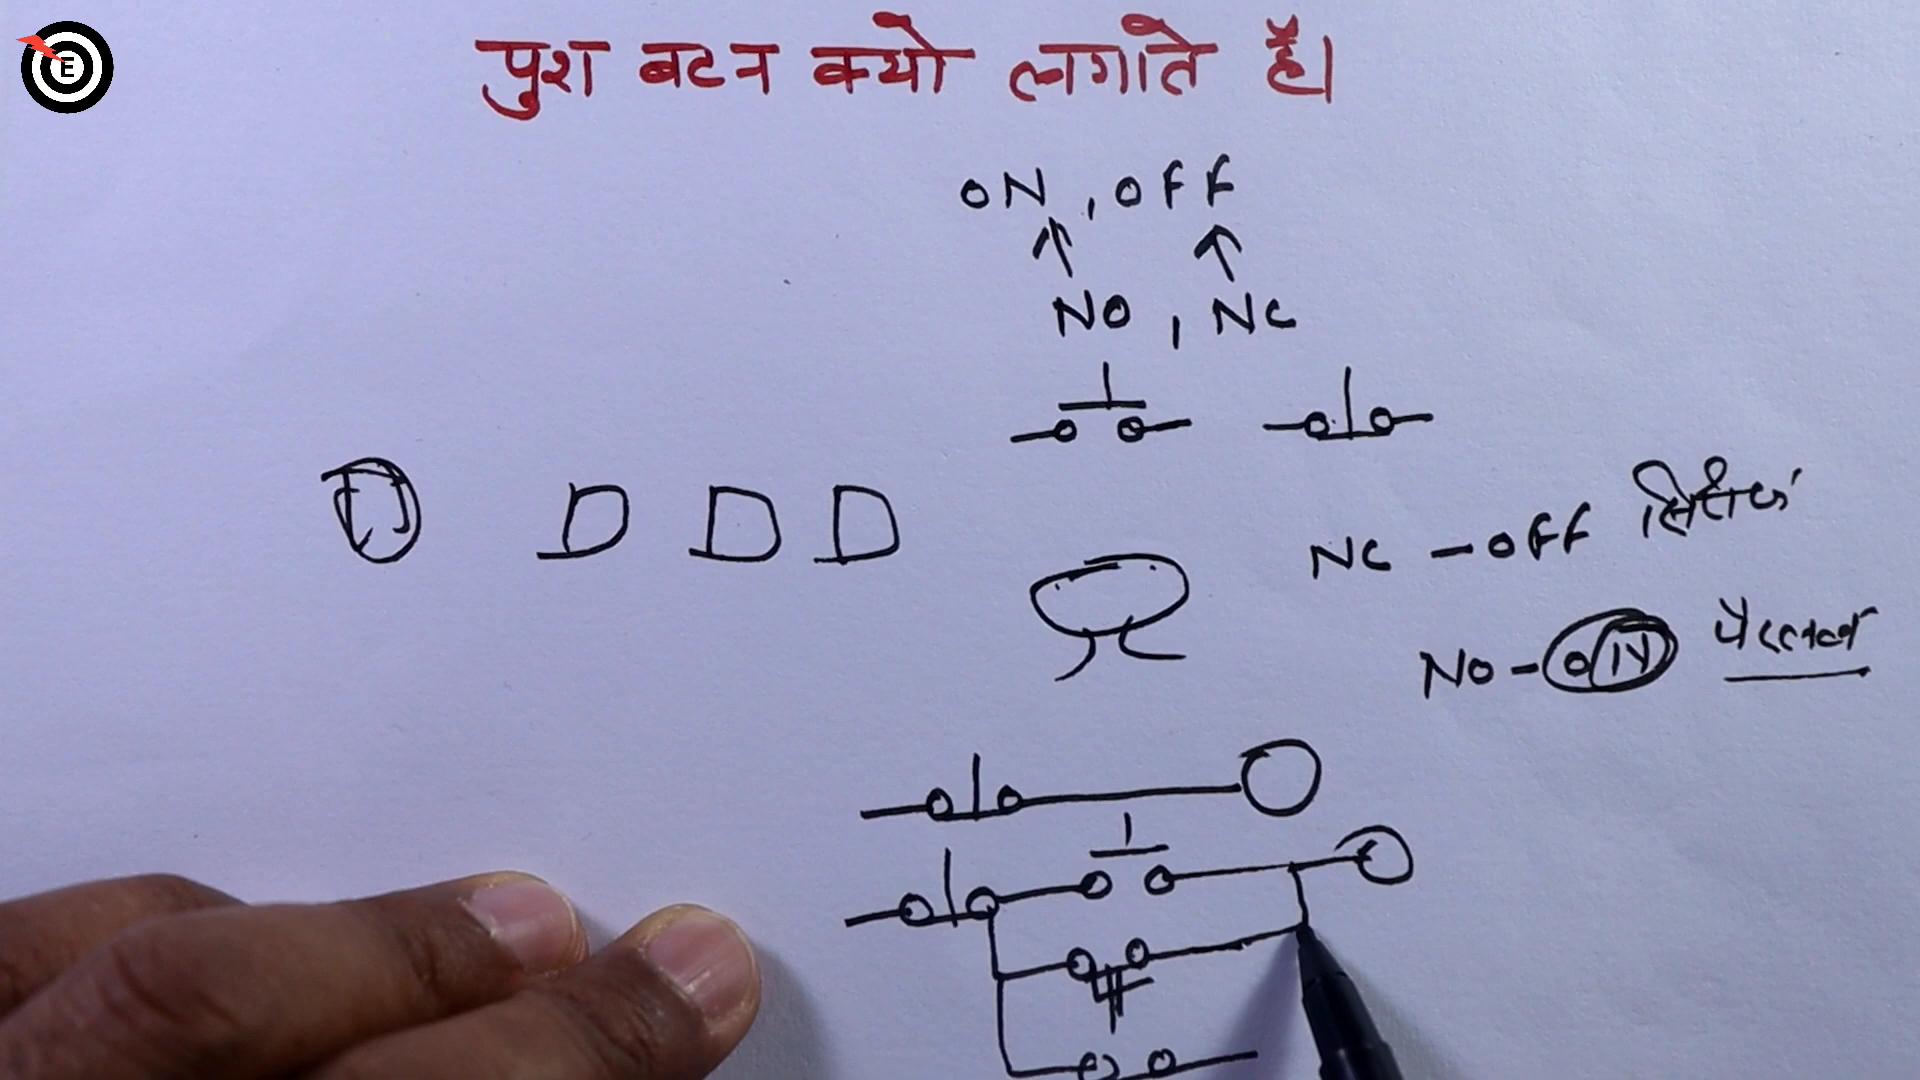 पुश बटन क्यो लगाते है।
ON , OFF
NO , NC
NC - OFF सिरीज
NO - ON पैरलल
E